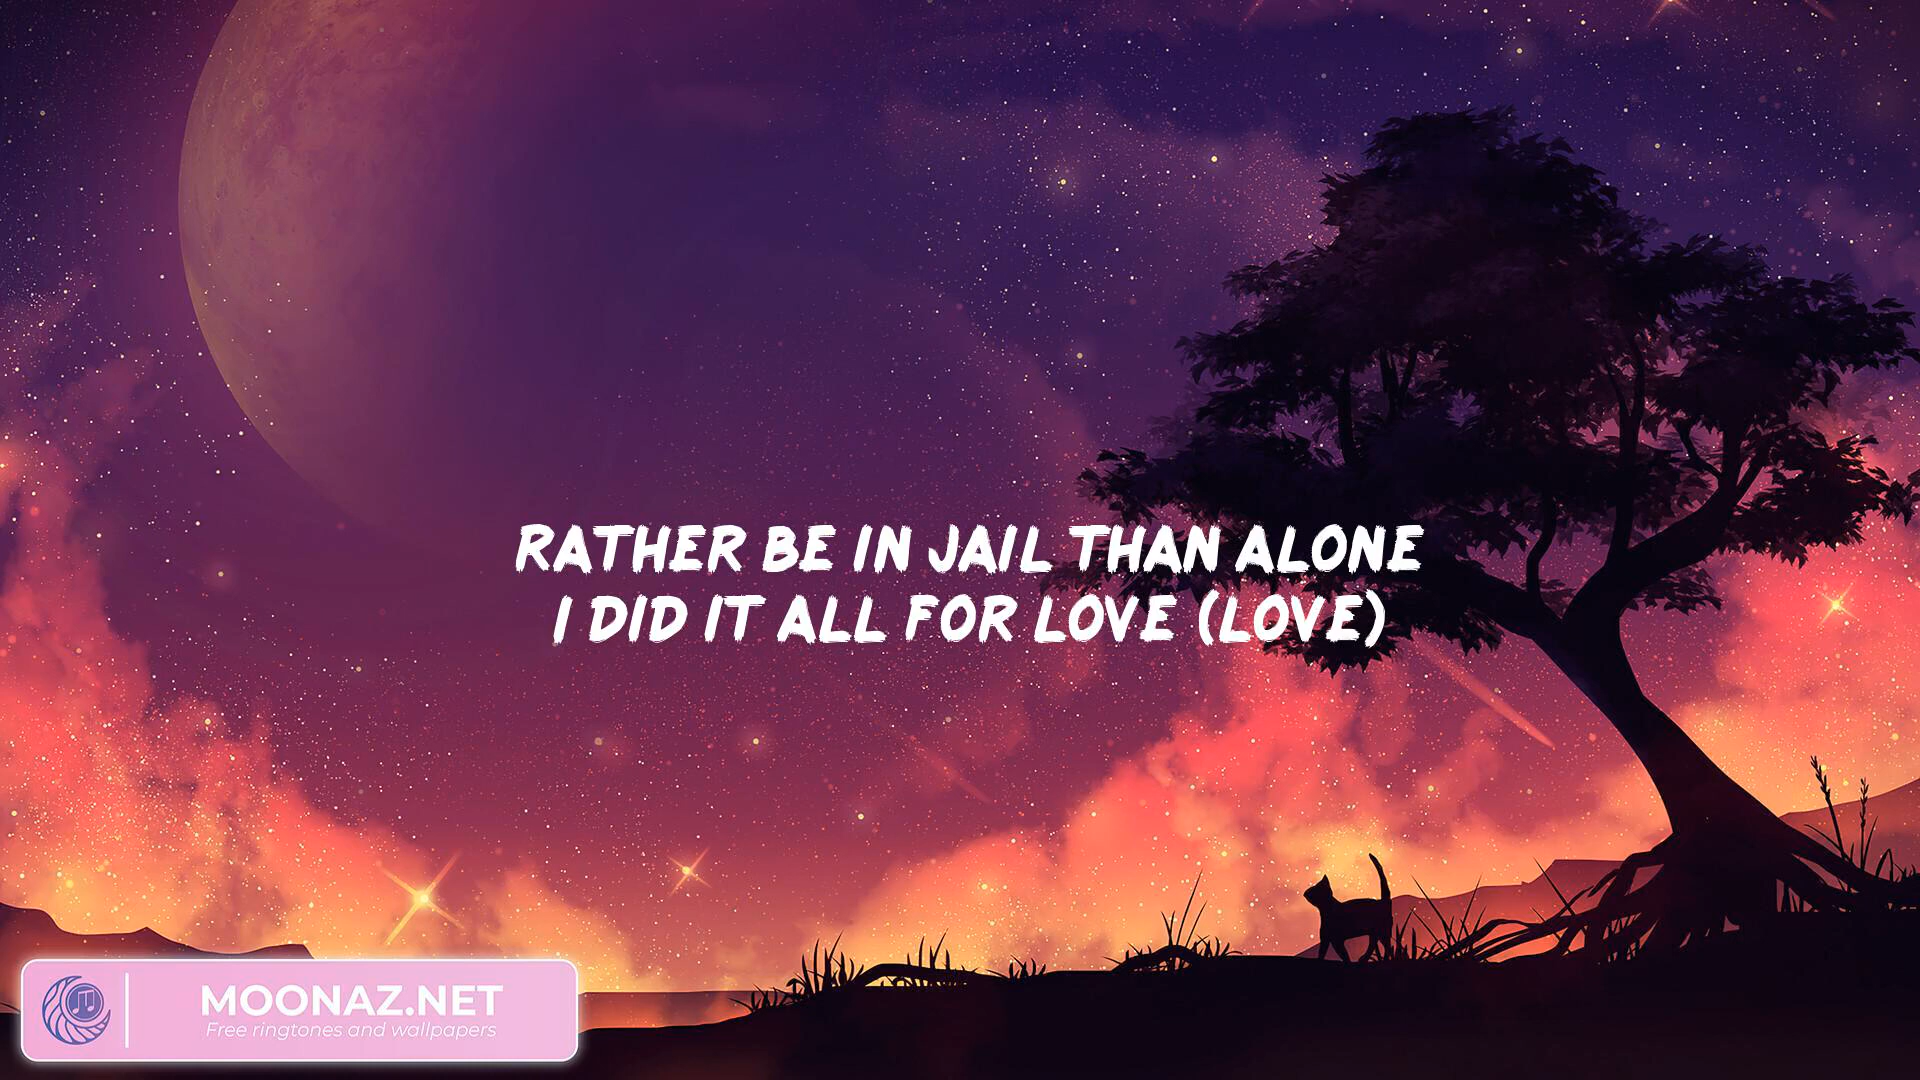 RATHER BE IN JAIL THAN ALONE
I DID IT ALL FOR LOVE (LOVE)
MOONAZ.NET
Free ringtones and wallpapers